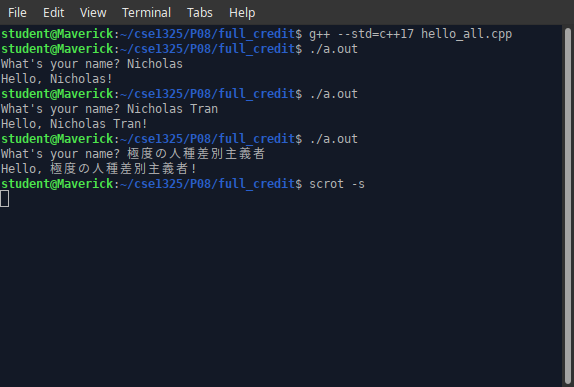 File Edit View Terminal Tabs Help
student@Maverick:~/cse1325/P08/full_credit$ g++ --std=c++17 hello_all.cpp
student@Maverick:~/cse1325/P08/full_credit$ ./a.out
What's your name? Nicholas
Hello, Nicholas!
student@Maverick:~/cse1325/P08/full_credit$ ./a.out
What's your name? Nicholas Tran
Hello, Nicholas Tran!
student@Maverick:~/cse1325/P08/full_credit$ ./a.out
What's your name? 極度の人種差別主義者
Hello, 極度の人種差別主義者!
student@Maverick:~/cse1325/P08/full_credit$ scrot -s